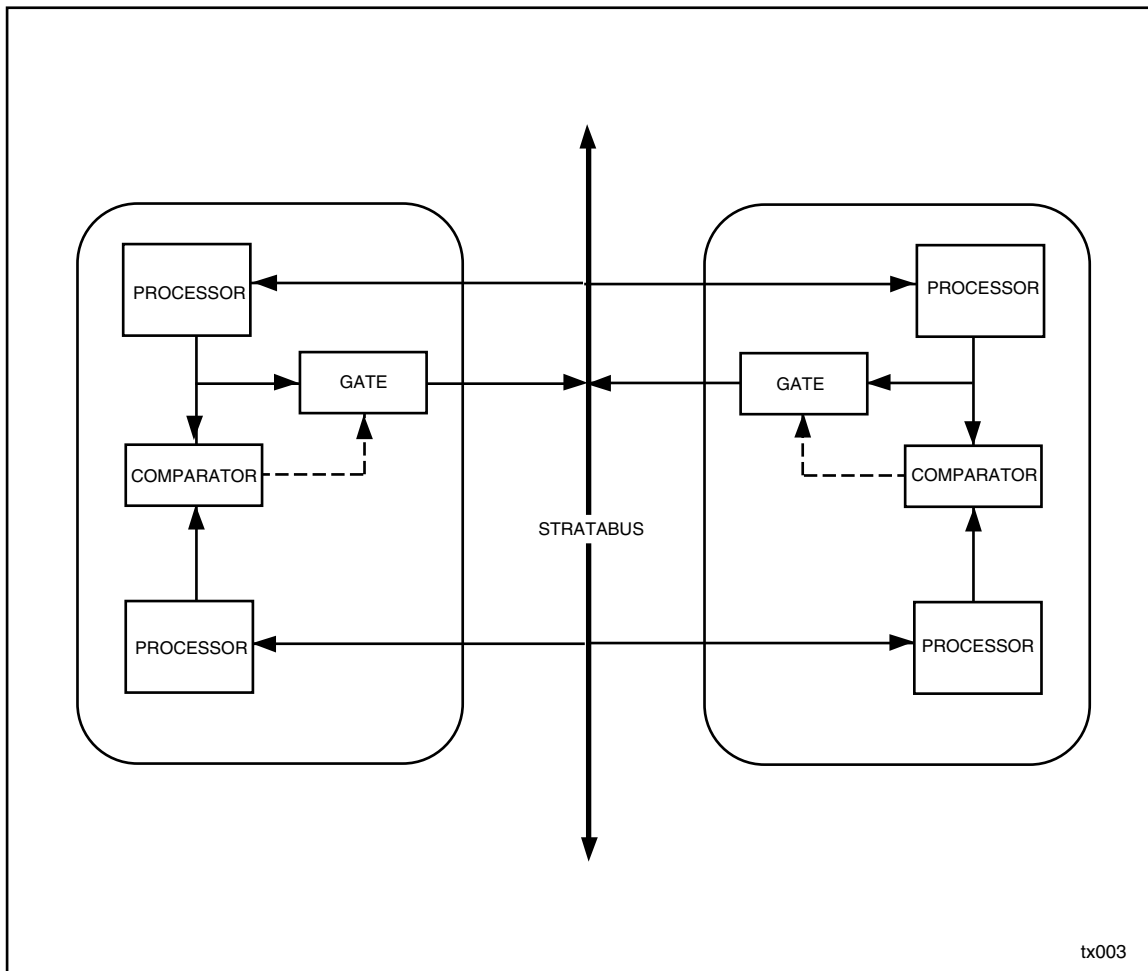 PROCESSOR
PROCESSOR
GATE
GATE
COMPARATOR
COMPARATOR
STRATABUS
PROCESSOR
PROCESSOR
tx003